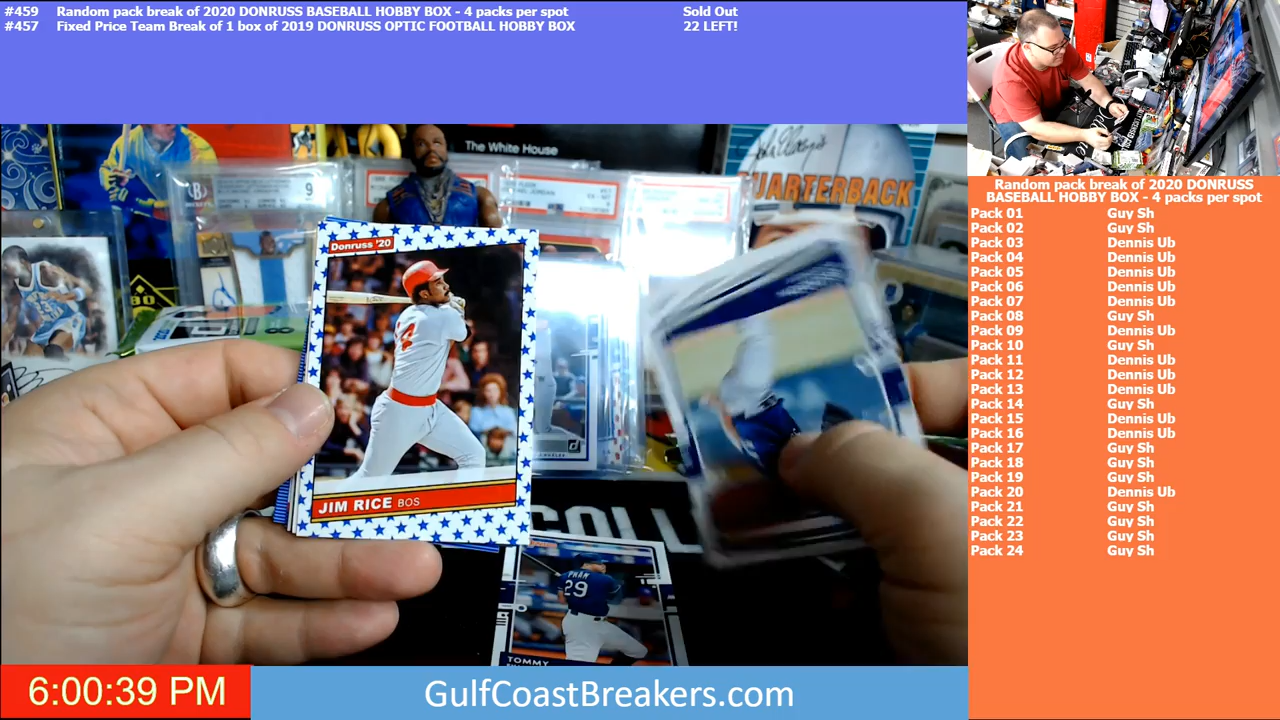 #459 Random pack break of 2020 DONRUSS BASEBALL HOBBY BOX - 4 packs per spot Sold Out
#457 Fixed Price Team Break of 1 box of 2019 DONRUSS OPTIC FOOTBALL HOBBY BOX 22 LEFT!
The White House
QUARTERBACK
9
Donruss '20
14
JIM RICE BOS
COLL
PHAM
29
TOMMY
Random pack break of 2020 DONRUSS
BASEBALL HOBBY BOX - 4 packs per spot
Pack 01 Guy Sh
Pack 02 Guy Sh
Pack 03 Dennis Ub
Pack 04 Dennis Ub
Pack 05 Dennis Ub
Pack 06 Dennis Ub
Pack 07 Dennis Ub
Pack 08 Guy Sh
Pack 09 Dennis Ub
Pack 10 Guy Sh
Pack 11 Dennis Ub
Pack 12 Dennis Ub
Pack 13 Dennis Ub
Pack 14 Guy Sh
Pack 15 Dennis Ub
Pack 16 Dennis Ub
Pack 17 Guy Sh
Pack 18 Guy Sh
Pack 19 Guy Sh
Pack 20 Dennis Ub
Pack 21 Guy Sh
Pack 22 Guy Sh
Pack 23 Guy Sh
Pack 24 Guy Sh
6:00:39 PM
GulfCoastBreakers.com